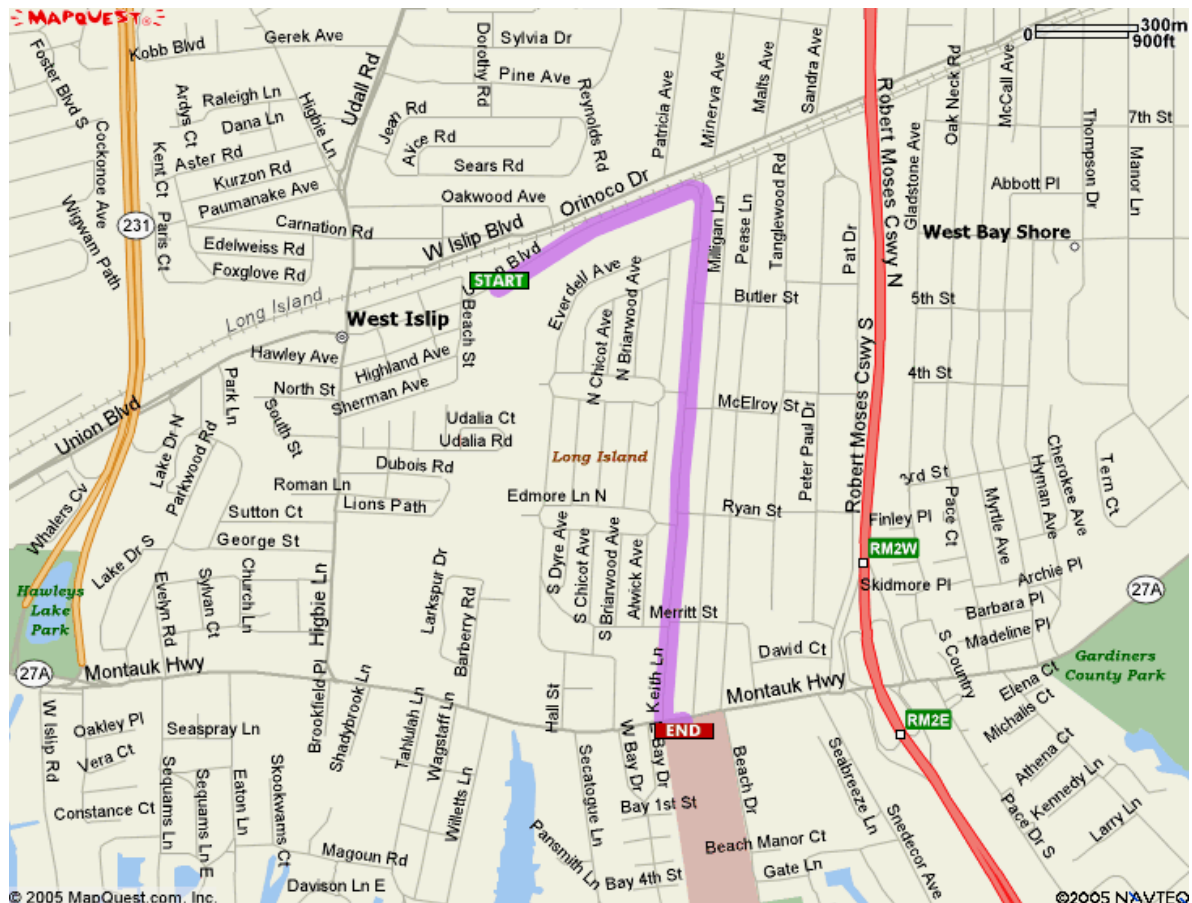 MAPQUEST
Foster Blvd S
Kobb Blvd
Gerek Ave
Udall Rd
Dorothy Rd
Sylvia Dr
Pine Ave
Reynolds Rd
Patricia Ave
Minerva Ave
Malts Ave
Sandra Ave
Robert Moses Cswy N
Oak Neck Rd
McCall Ave
0 300m
900ft
Ardys Ct
Raleigh Ln
Dana Ln
Higbie Ln
Jean Rd
Alice Rd
Sears Rd
7th St
Thompson Dr
Manor Ln
Cockonoe Ave
Kent Ct
Aster Rd
Kurzon Rd
Paumanake Ave
Oakwood Ave
Orinoco Dr
Abbott Pl
Gladstone Ave
Wigwam Path
231
Paris Ct
Carnation Rd
W Islip Blvd
Milligan Ln
Pease Ln
Tanglewood Rd
Pat Dr
West Bay Shore
Edelweiss Rd
Foxglove Rd
START
Blvd
Everdell Ave
Butler St
5th St
Long Island
West Islip
Beach St
N Chicot Ave
N Briarwood Ave
Robert Moses Cswy S
Hawley Ave
Highland Ave
Sherman Ave
North St
South St
Park Ln
4th St
Union Blvd
Lake Dr N
Parkwood Rd
McElroy St
Peter Paul Dr
Udalia Ct
Udalia Rd
Long Island
Dubois Rd
Cherokee Ave
Hyman Ave
Tern Ct
3rd St
Whalers Cv
Roman Ln
Lions Path
Edmore Ln N
Ryan St
Pace Ct
Myrtle Ave
Sutton Ct
George St
Finley Pl
Lake Dr S
S Dyre Ave
S Chicot Ave
S Briarwood Ave
Alwick Ave
RM2W
Archie Pl
27A
Hawleys
Lake
Park
Evelyn Rd
Sylvan Ct
Church Ln
Higbie Ln
Larkspur Dr
Barberry Rd
Merritt St
Skidmore Pl
Barbara Pl
Madeline Pl
27A
Montauk Hwy
David Ct
S Country
Gardiners
County Park
Keith Ln
Montauk Hwy
Elena Ct
Michalis Ct
W Islip Rd
Oakley Pl
Vera Ct
Seaspray Ln
Brookfield Pl
Shadybrook Ln
Tahlulah Ln
Wagstaff Ln
Hall St
END
RM2E
W Bay Dr
E Bay Dr
Beach Dr
Athena Ct
Kennedy Ln
Constance Ct
Sequams Ln
Sequams Ln E
Eaton Ln
Skookwams Ct
Willetts Ln
Secatogue Ln
Bay 1st St
Seabreeze Ln
Snedecor Ave
Pace Dr S
Larry Ln
Magoun Rd
Davison Ln E
Pansmith Ln
Bay 4th St
Beach Manor Ct
Gate Ln
© 2005 MapQuest.com, Inc.
©2005 NAVTEQ